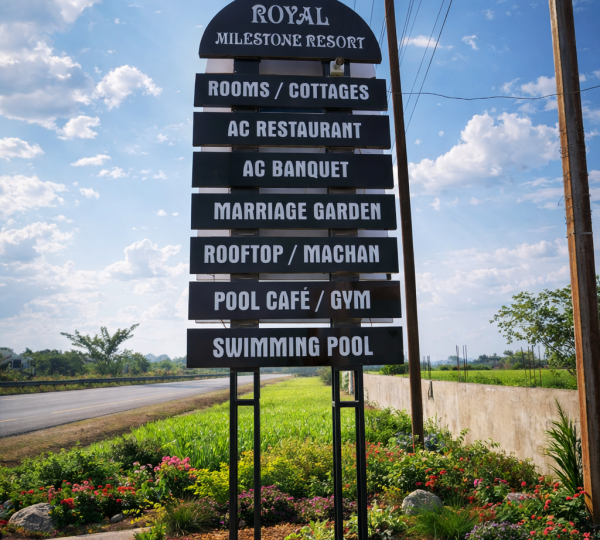 ROYAL
MILESTONE RESORT
ROOMS / COTTAGES
AC RESTAURANT
AC BANQUET
MARRIAGE GARDEN
ROOFTOP / MACHAN
POOL CAFÉ / GYM
SWIMMING POOL